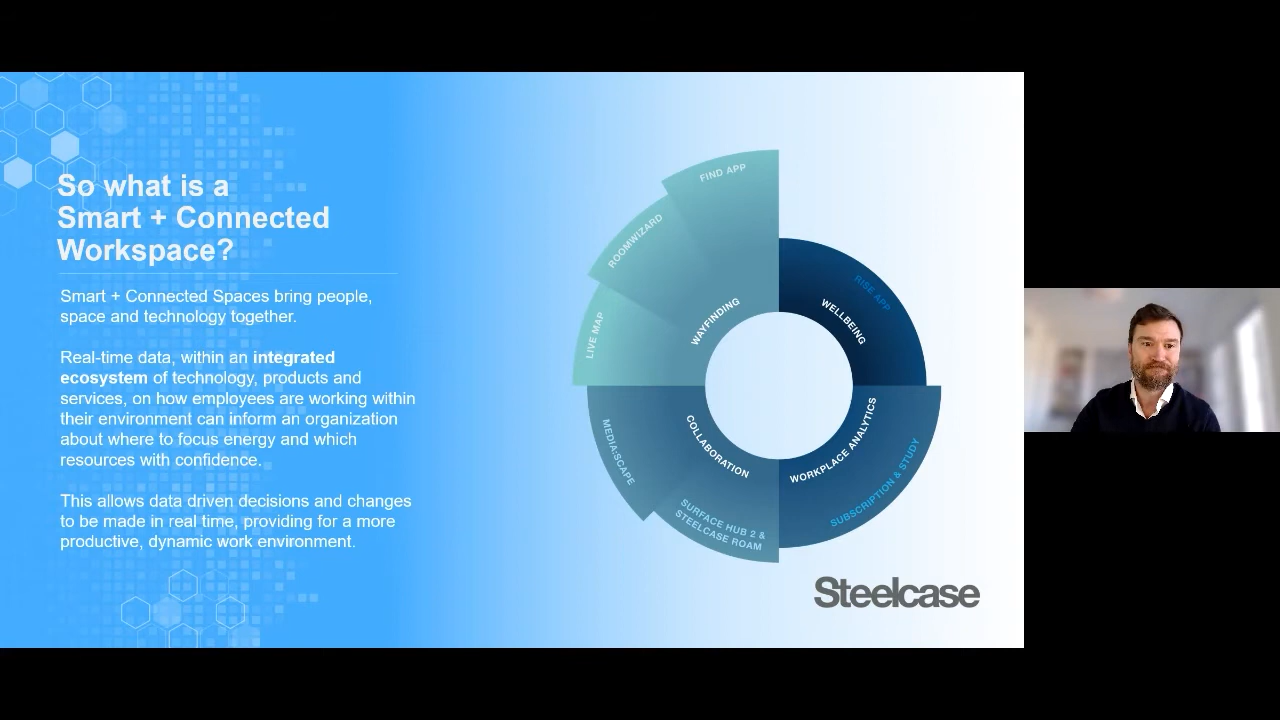 So what is a
Smart + Connected
Workspace?
Smart + Connected Spaces bring people,
space and technology together.
Real-time data, within an integrated
ecosystem of technology, products and
services, on how employees are working within
their environment can inform an organization
about where to focus energy and which
resources with confidence.
This allows data driven decisions and changes
to be made in real time, providing for a more
productive, dynamic work environment.
FIND APP
ROOMWIZARD
LIVE MAP
WAYFINDING
WELLBEING
RISE APP
COLLABORATION
MEDIA:SCAPE
SURFACE HUB 2 &
STEELCASE ROAM
WORKPLACE ANALYTICS
SUBSCRIPTION & STUDY
Steelcase